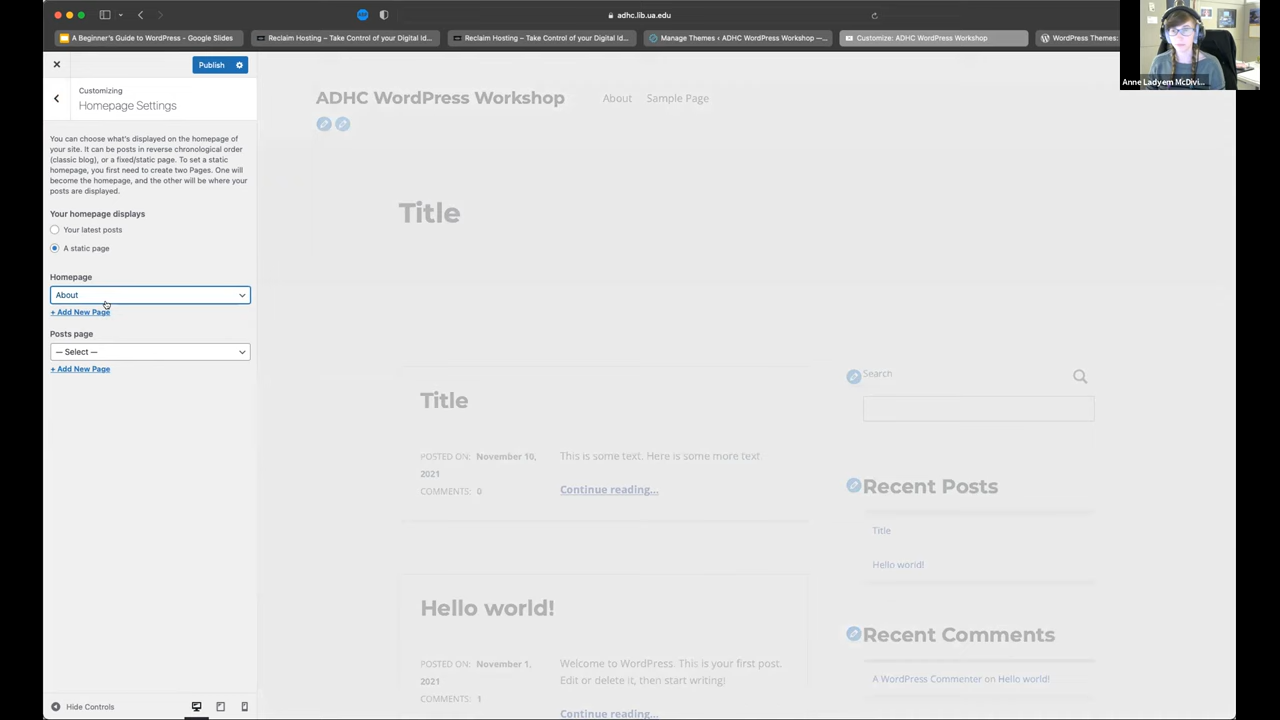 adhc.lib.ua.edu
A Beginner's Guide to WordPress - Google Slides
Reclaim Hosting – Take Control of your Digital Id...
Reclaim Hosting – Take Control of your Digital Id...
Manage Themes ‹ ADHC WordPress Workshop —...
Customize: ADHC WordPress Workshop
WordPress Themes:
Anne Ladyem McDivi...
Publish
Customizing
Homepage Settings
You can choose what's displayed on the homepage of
your site. It can be posts in reverse chronological order
(classic blog), or a fixed/static page. To set a static
homepage, you first need to create two Pages. One will
become the homepage, and the other will be where your
posts are displayed.
Your homepage displays
Your latest posts
A static page
Homepage
About
+ Add New Page
Posts page
— Select —
+ Add New Page
Hide Controls
ADHC WordPress Workshop
About
Sample Page
Title
Title
POSTED ON: November 10,
2021
COMMENTS: 0
This is some text. Here is some more text
Continue reading...
Hello world!
POSTED ON: November 1,
2021
COMMENTS: 1
Welcome to WordPress. This is your first post.
Edit or delete it, then start writing!
Continue reading...
Search
Recent Posts
Title
Hello world!
Recent Comments
A WordPress Commenter on Hello world!